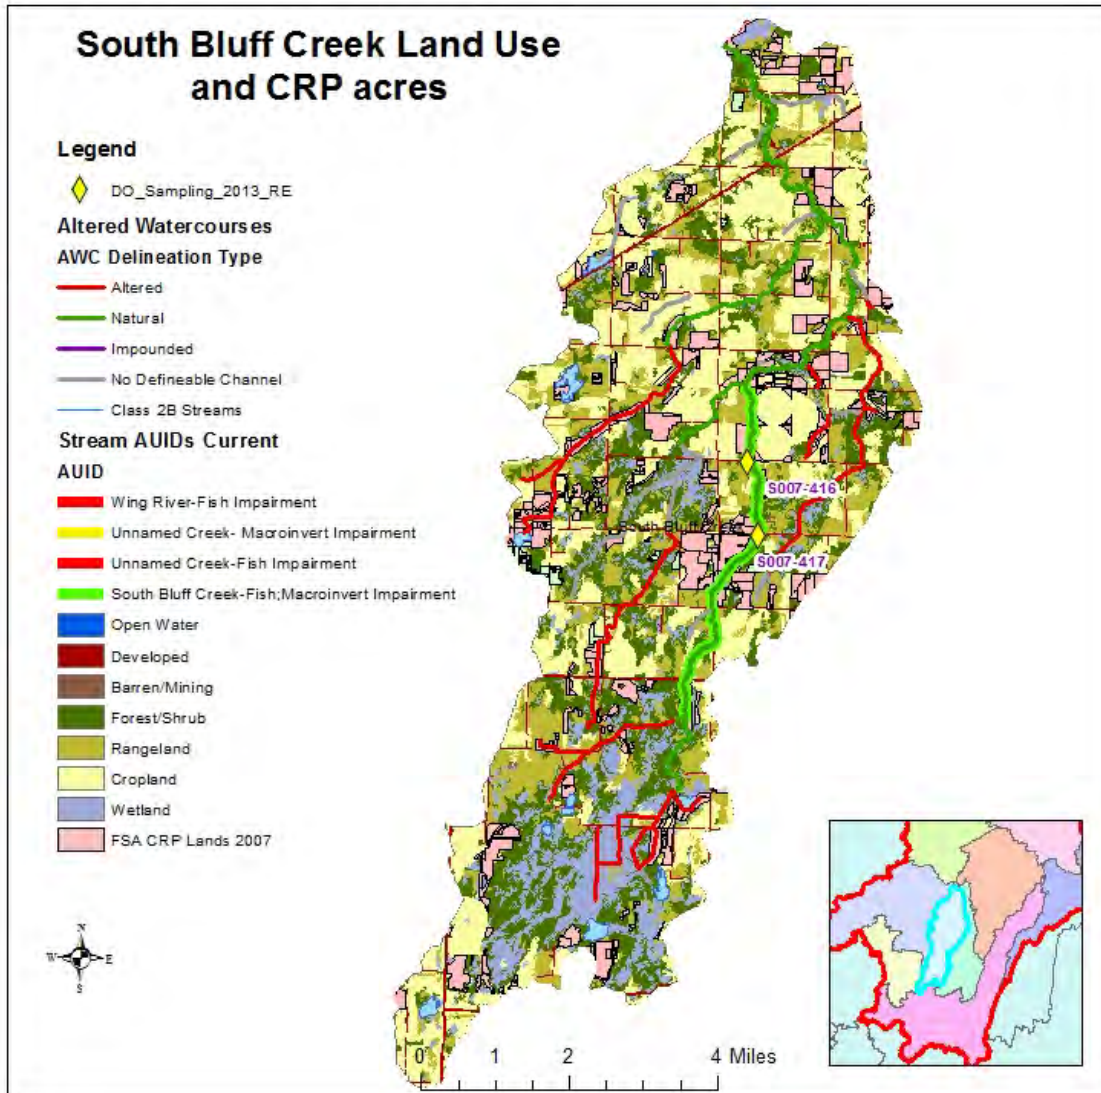 South Bluff Creek Land Use
and CRP acres
Legend
DO_Sampling_2013_RE
Altered Watercourses
AWC Delineation Type
Altered
Natural
Impounded
No Defineable Channel
Class 2B Streams
Stream AUIDs Current
AUID
Wing River-Fish Impairment
Unnamed Creek- Macroinvert Impairment
Unnamed Creek-Fish Impairment
South Bluff Creek-Fish;Macroinvert Impairment
Open Water
Developed
Barren/Mining
Forest/Shrub
Rangeland
Cropland
Wetland
FSA CRP Lands 2007
S007-416
South Bluff
S007-417
N
W E
S
0 1 2 4 Miles